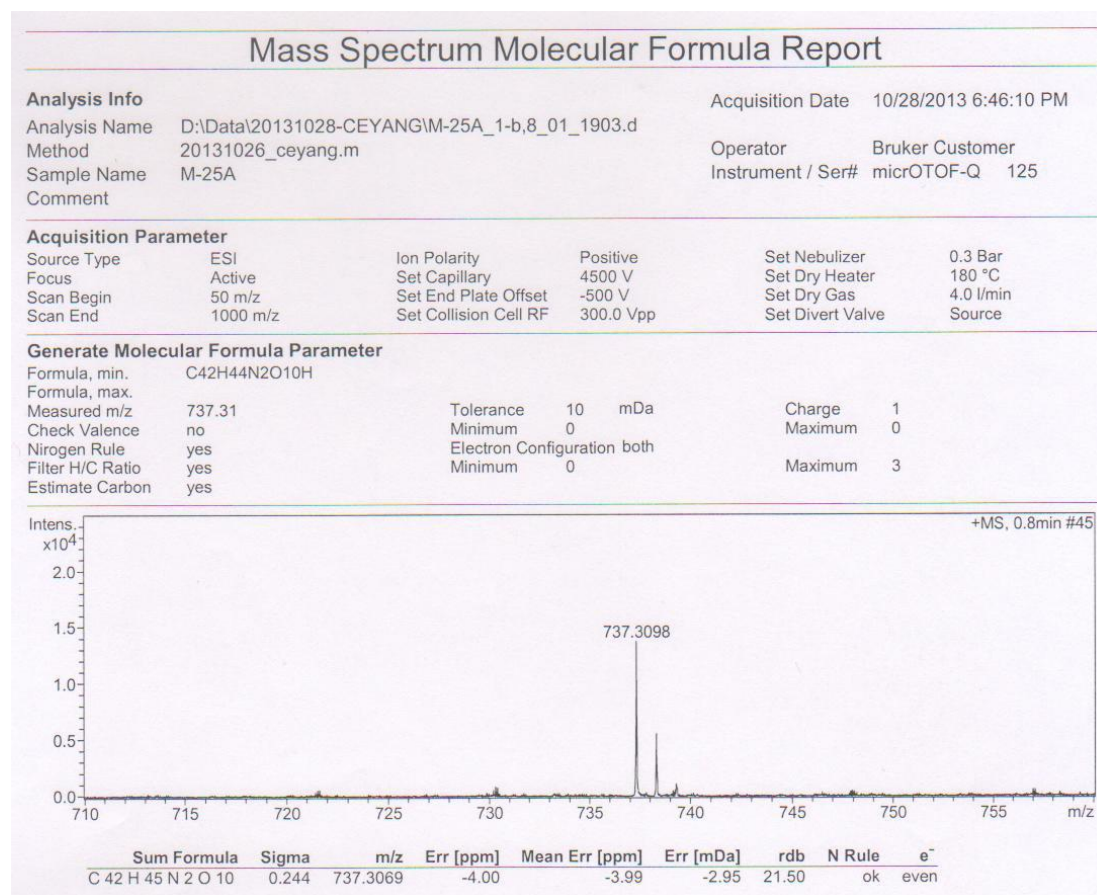 Mass Spectrum Molecular Formula Report
Analysis Info
Acquisition Date 10/28/2013 6:46:10 PM
Analysis Name D:\Data\20131028-CEYANG\M-25A_1-b,8_01_1903.d
Method 20131026_ceyang.m
Operator Bruker Customer
Sample Name M-25A
Instrument / Ser# micrOTOF-Q 125
Comment
Acquisition Parameter
Source Type ESI Ion Polarity Positive Set Nebulizer 0.3 Bar
Focus Active Set Capillary 4500 V Set Dry Heater 180 °C
Scan Begin 50 m/z Set End Plate Offset -500 V Set Dry Gas 4.0 l/min
Scan End 1000 m/z Set Collision Cell RF 300.0 Vpp Set Divert Valve Source
Generate Molecular Formula Parameter
Formula, min. C42H44N2O10H
Formula, max.
Measured m/z 737.31 Tolerance 10 mDa Charge 1
Check Valence no Minimum 0 Maximum 0
Nirogen Rule yes Electron Configuration both
Filter H/C Ratio yes Minimum 0 Maximum 3
Estimate Carbon yes
Intens.
x10⁴
+MS, 0.8min #45
2.0
1.5
737.3098
1.0
0.5
0.0
710 715 720 725 730 735 740 745 750 755 m/z
Sum Formula Sigma m/z Err [ppm] Mean Err [ppm] Err [mDa] rdb N Rule e⁻
C 42 H 45 N 2 O 10 0.244 737.3069 -4.00 -3.99 -2.95 21.50 ok even